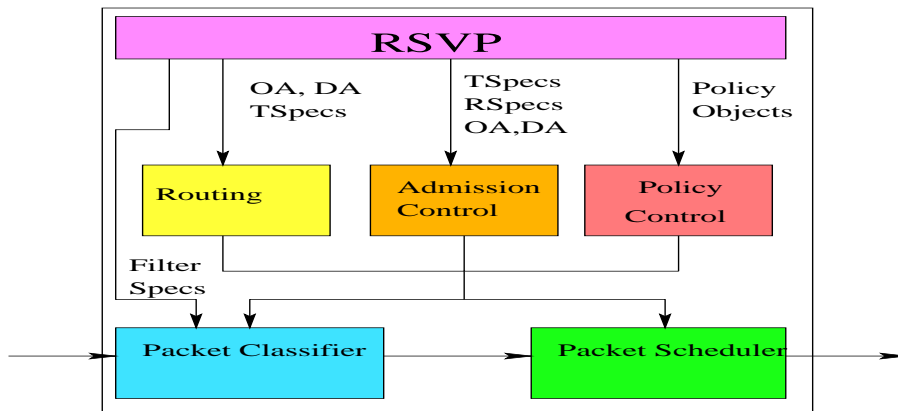 RSVP
OA, DA
TSpecs
TSpecs
RSpecs
OA,DA
Policy
Objects
Routing
Admission
Control
Policy
Control
Filter
Specs
Packet Classifier
Packet Scheduler